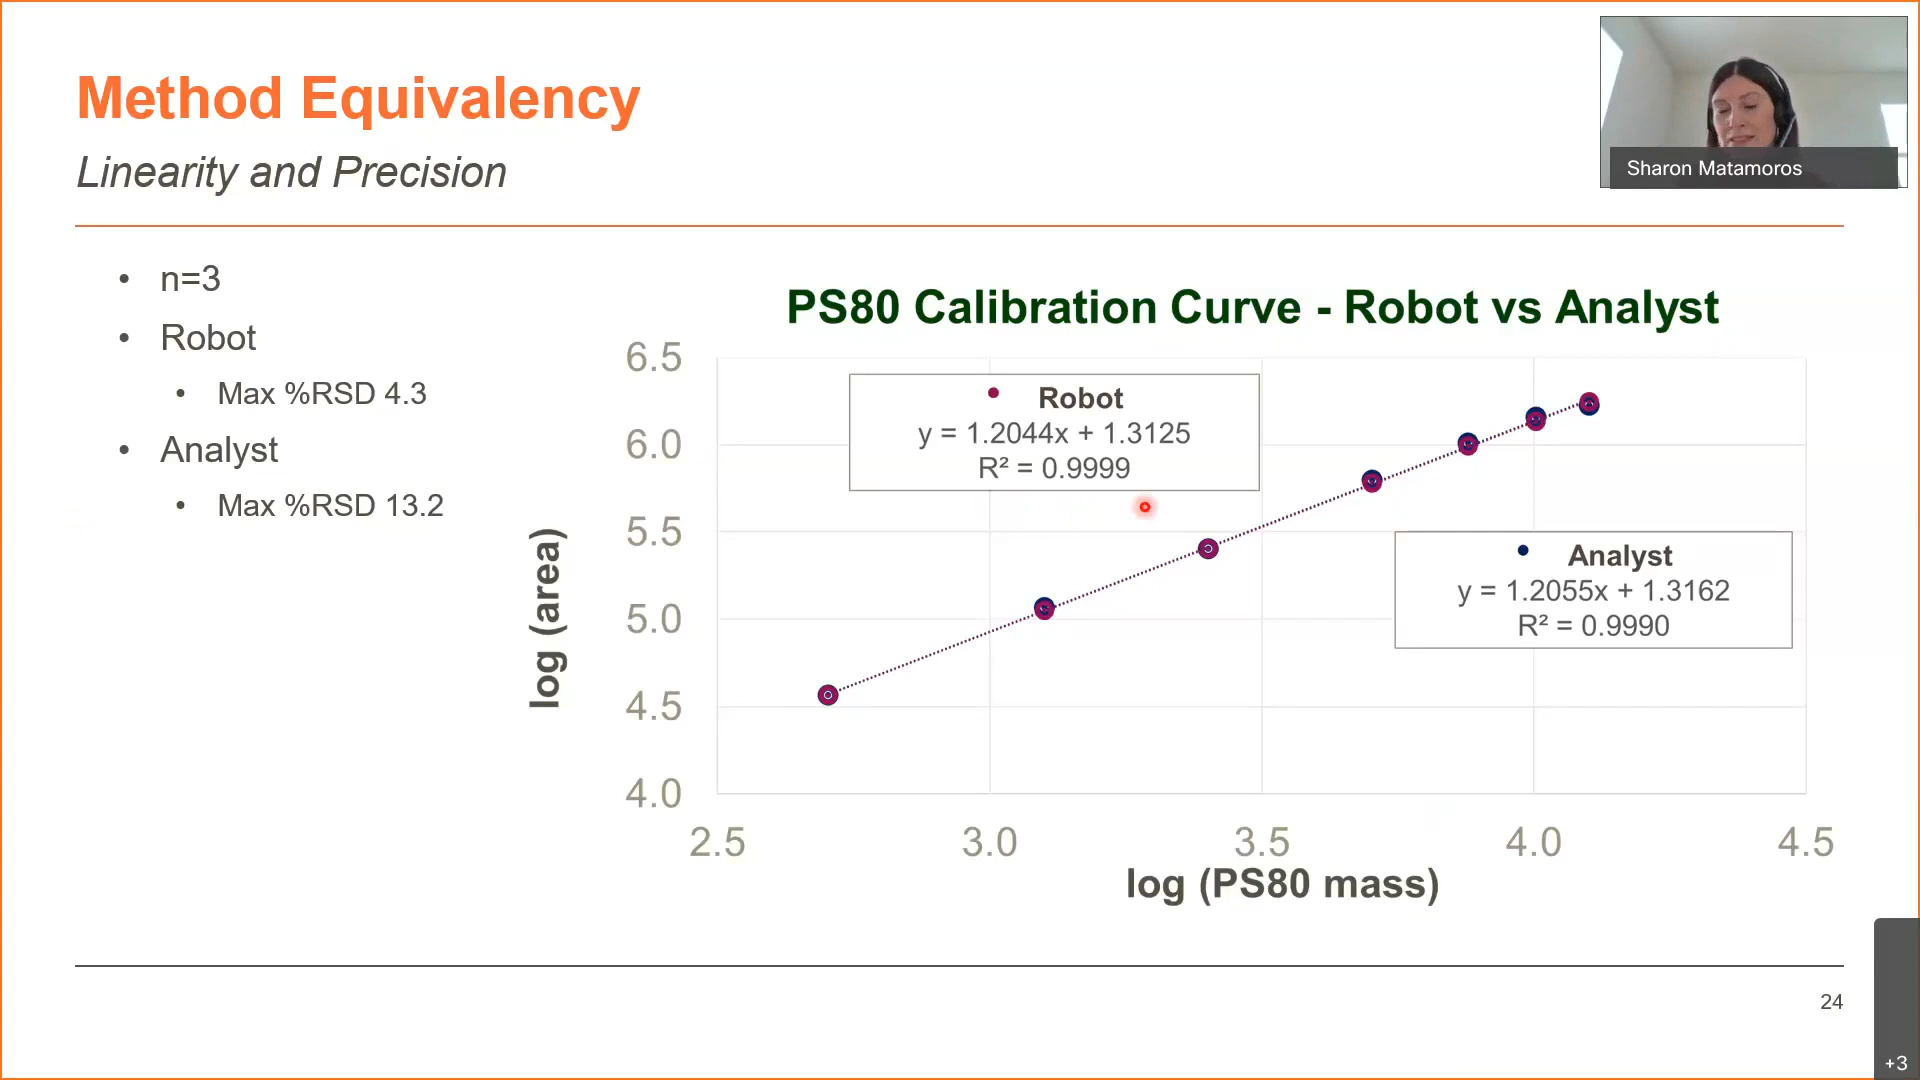 Method Equivalency
Linearity and Precision
Sharon Matamoros
• n=3
• Robot
• Max %RSD 4.3
• Analyst
• Max %RSD 13.2
PS80 Calibration Curve - Robot vs Analyst
6.5
6.0
5.5
5.0
4.5
4.0
log (area)
Robot
y = 1.2044x + 1.3125
R² = 0.9999
Analyst
y = 1.2055x + 1.3162
R² = 0.9990
2.5 3.0 3.5 4.0 4.5
log (PS80 mass)
24
+3